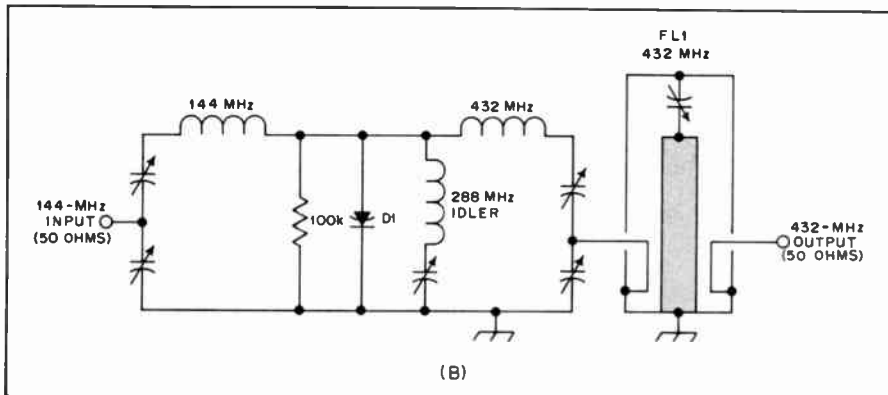 FL1
432 MHz
144 MHz
432 MHz
288 MHz
IDLER
100k
D1
144-MHz
INPUT
(50 OHMS)
432-MHz
OUTPUT
(50 OHMS)
(B)